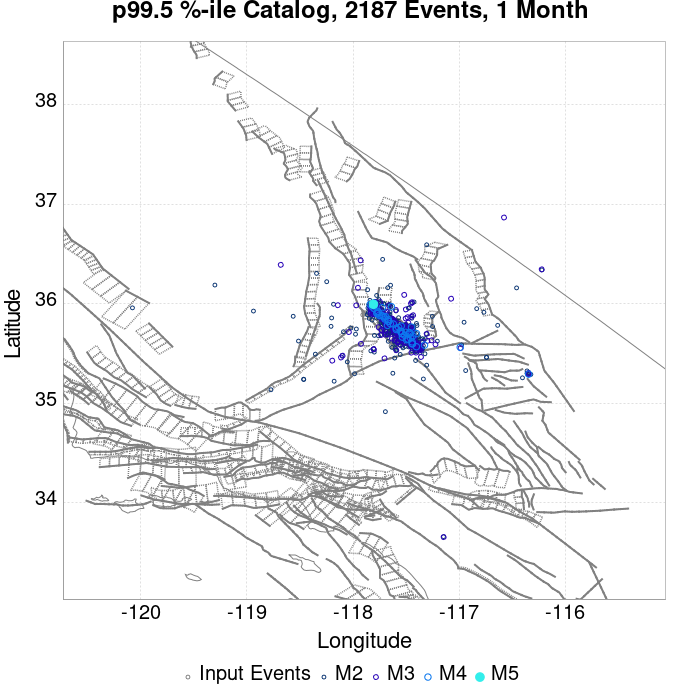 p99.5 %-ile Catalog, 2187 Events, 1 Month
38
37
36
35
34
Latitude
-120 -119 -118 -117 -116
Longitude
Input Events M2 M3 M4 M5